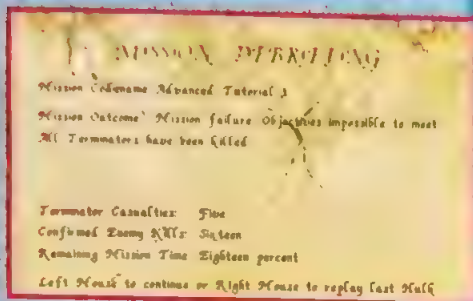 MISSION DEBRIEFING
Mission Codename Advanced Tutorial 3
Mission Outcome Mission failure Objectives impossible to meet
All Terminators have been killed
Terminator Casualties: Five
Confirmed Enemy Kills Sixteen
Remaining Mission Time Eighteen percent
Left Mouse to continue or Right Mouse to replay last Hulk